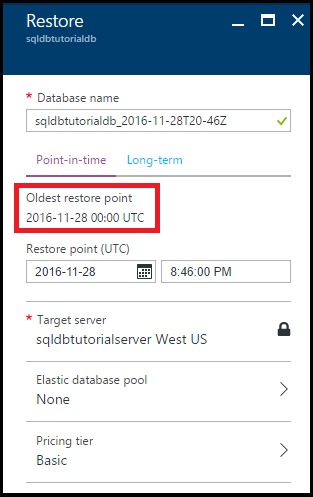 Restore
sqldbtutorialdb
* Database name
sqldbtutorialdb_2016-11-28T20-46Z
Point-in-time Long-term
Oldest restore point
2016-11-28 00:00 UTC
Restore point (UTC)
2016-11-28 8:46:00 PM
* Target server
sqldbtutorialserver West US
Elastic database pool
None
Pricing tier
Basic